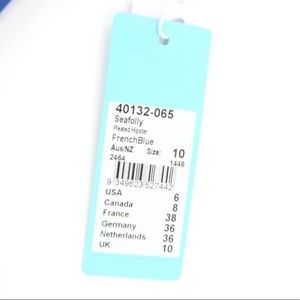 40132-065
Seafolly
Pleated Hipster
FrenchBlue
Aus/NZ Size: 10
2464 1446
9 349623 527442
USA 6
Canada 8
France 38
Germany 36
Netherlands 36
UK 10